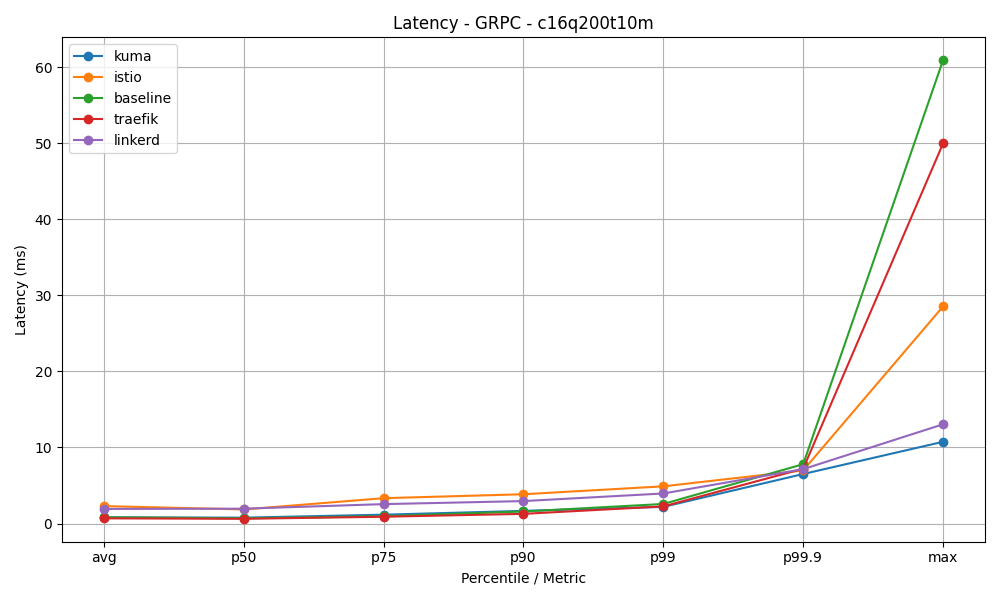 Latency - GRPC - c16q200t10m
kuma
istio
baseline
traefik
linkerd
Latency (ms)
60
50
40
30
20
10
0
avg
p50
p75
p90
p99
p99.9
max
Percentile / Metric